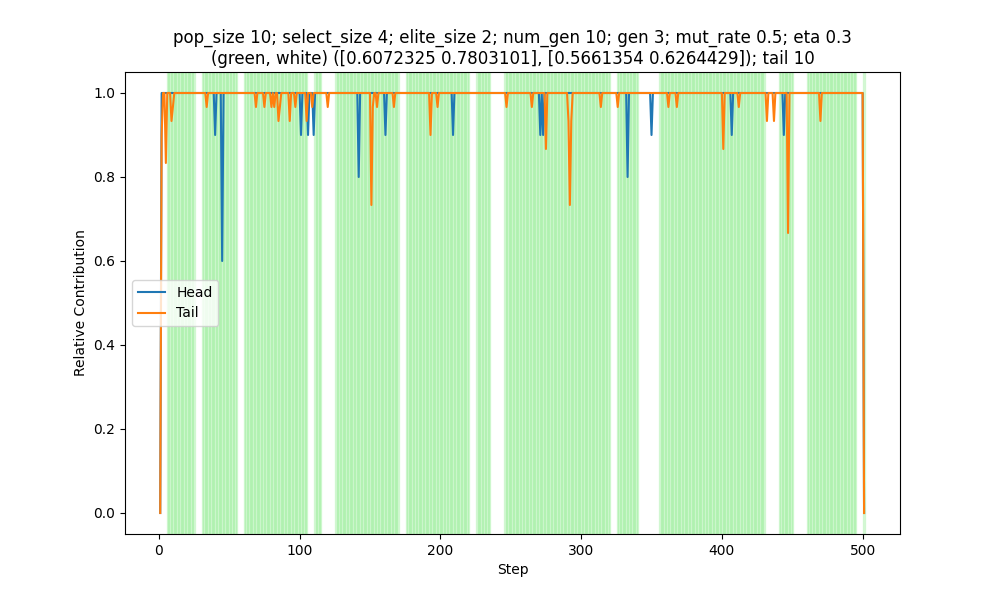 pop_size 10; select_size 4; elite_size 2; num_gen 10; gen 3; mut_rate 0.5; eta 0.3
(green, white) ([0.6072325 0.7803101], [0.5661354 0.6264429]); tail 10
1.0
0.8
0.6
0.4
0.2
0.0
Relative Contribution
Head
Tail
0
100
200
300
400
500
Step